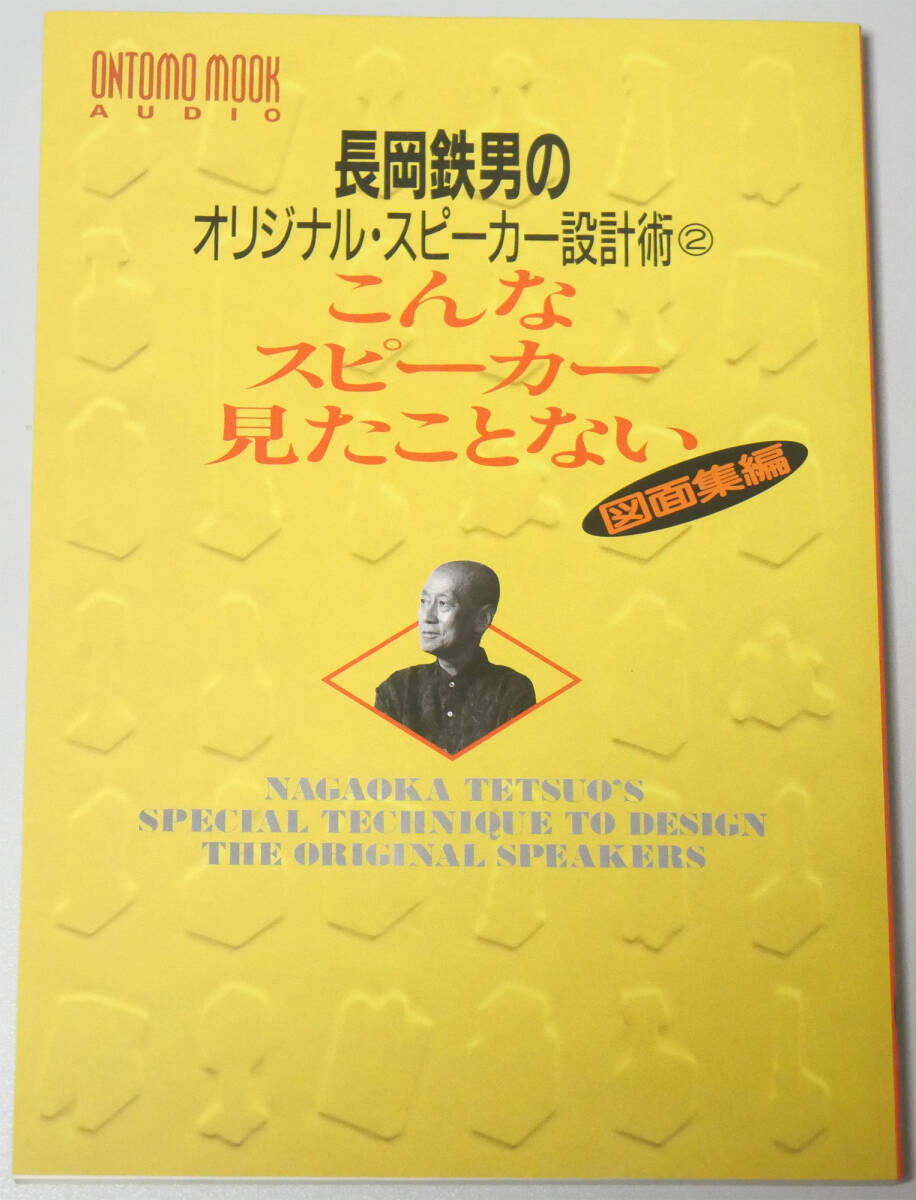 ONTOMO MOOK
AUDIO
長岡鉄男の
オリジナル・スピーカー設計術②
こんな
スピーカー
見たことない
図面集編
NAGAOKA TETSUO'S
SPECIAL TECHNIQUE TO DESIGN
THE ORIGINAL SPEAKERS